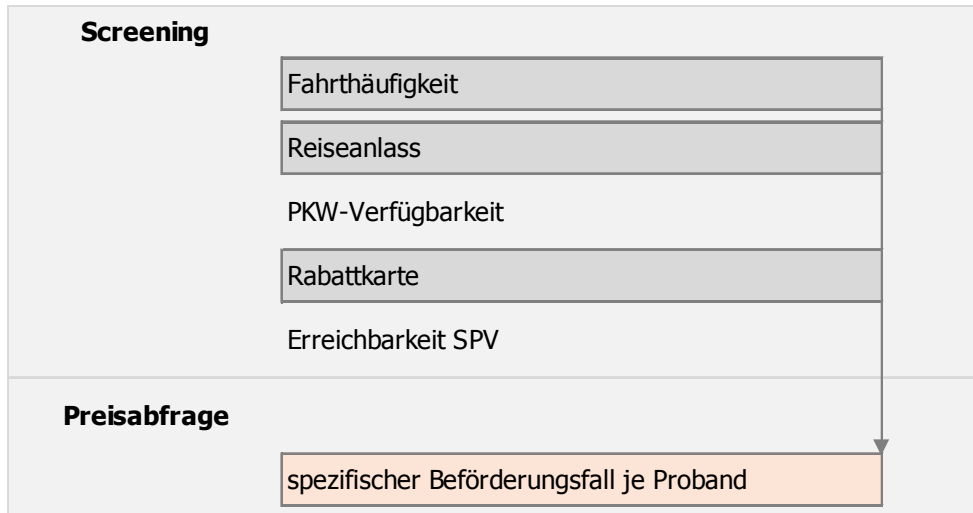 Screening
Fahrthäufigkeit
Reiseanlass
PKW-Verfügbarkeit
Rabattkarte
Erreichbarkeit SPV
Preisabfrage
spezifischer Beförderungsfall je Proband